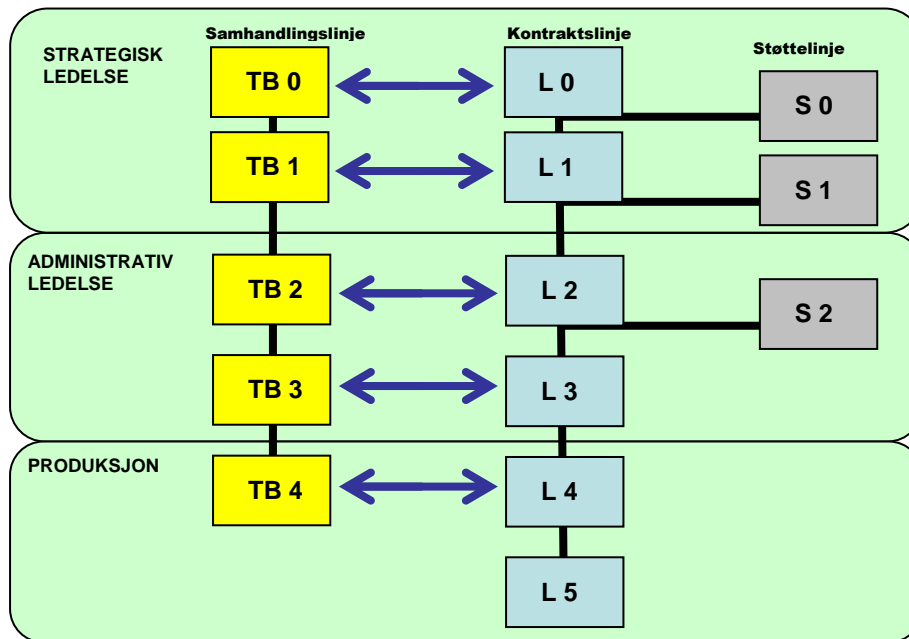 Samhandlingslinje
Kontraktslinje
Støttelinje
STRATEGISK
LEDELSE
TB 0
L 0
S 0
TB 1
L 1
S 1
ADMINISTRATIV
LEDELSE
TB 2
L 2
S 2
TB 3
L 3
PRODUKSJON
TB 4
L 4
L 5